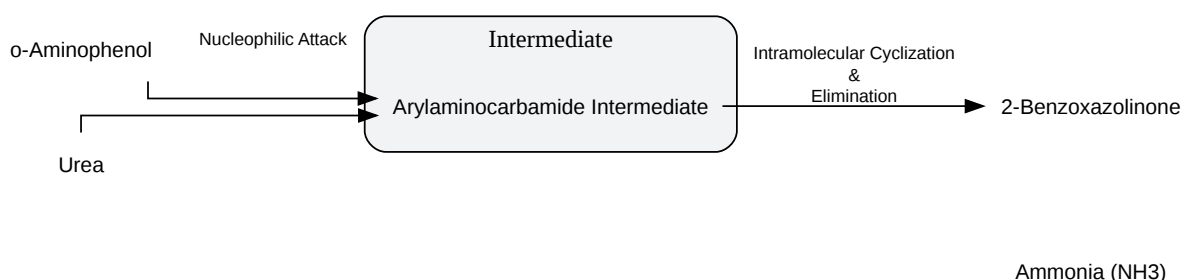 o-Aminophenol
Nucleophilic Attack
Intermediate
Arylaminocarbamide Intermediate
Urea
Intramolecular Cyclization
&
Elimination
2-Benzoxazolinone
Ammonia (NH3)